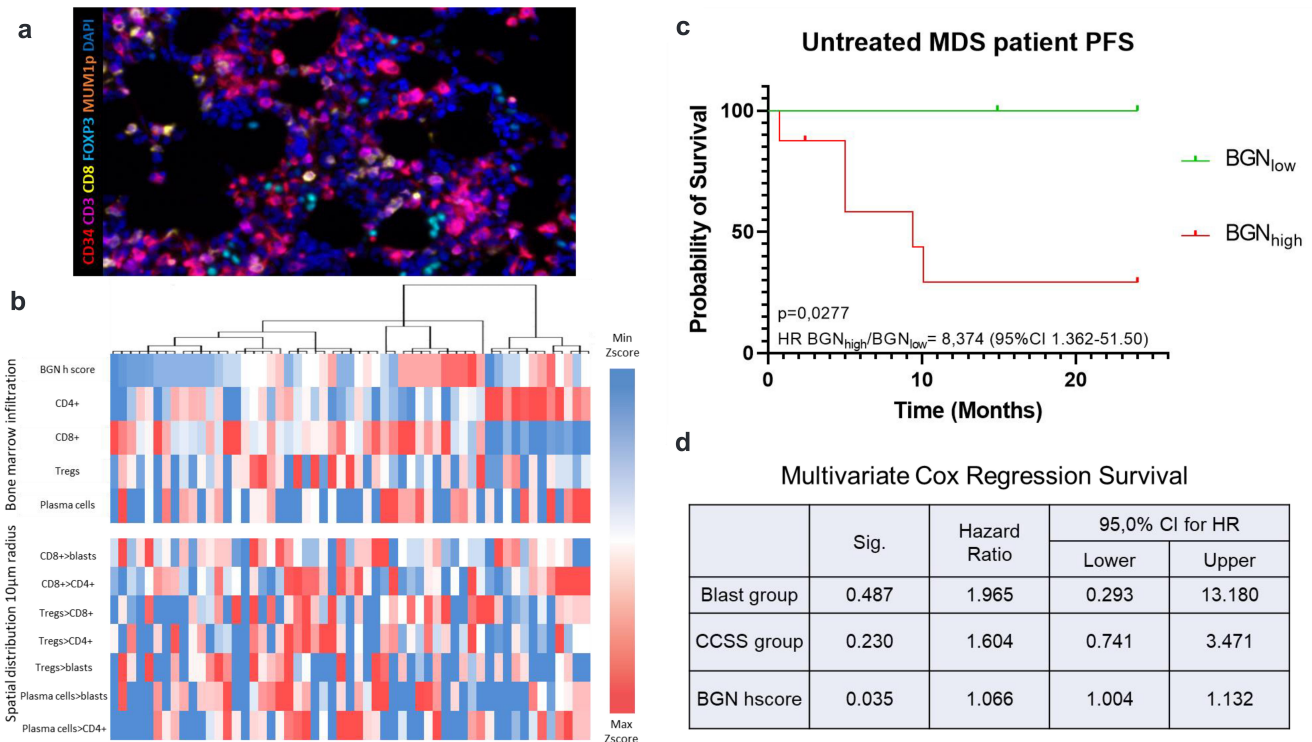 a
CD34 CD3 CD8 FOXP3 MUM1p DAPI
b
Min
Zscore
Max
Zscore
Bone marrow infiltration
BGN h score
CD4+
CD8+
Tregs
Plasma cells
Spatial distribution 10µm radius
CD8+>blasts
CD8+>CD4+
Tregs>CD8+
Tregs>CD4+
Tregs>blasts
Plasma cells>blasts
Plasma cells>CD4+
c
Untreated MDS patient PFS
Probability of Survival
100
50
0
p=0,0277
HR BGNhigh/BGNlow= 8,374 (95%CI 1.362-51.50)
0 10 20
Time (Months)
BGNlow
BGNhigh
d
Multivariate Cox Regression Survival
Sig. Hazard Ratio 95,0% CI for HR
Lower Upper
Blast group 0.487 1.965 0.293 13.180
CCSS group 0.230 1.604 0.741 3.471
BGN hscore 0.035 1.066 1.004 1.132